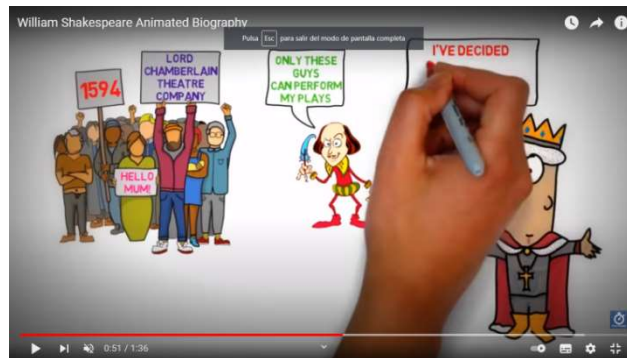 William Shakespeare Animated Biography
Pulsa Esc para salir del modo de pantalla completa
1594
LORD
CHAMBERLAIN
THEATRE
COMPANY
HELLO
MUM!
ONLY THESE
GUYS
CAN PERFORM
MY PLAYS
I'VE DECIDED
0:51 / 1:36